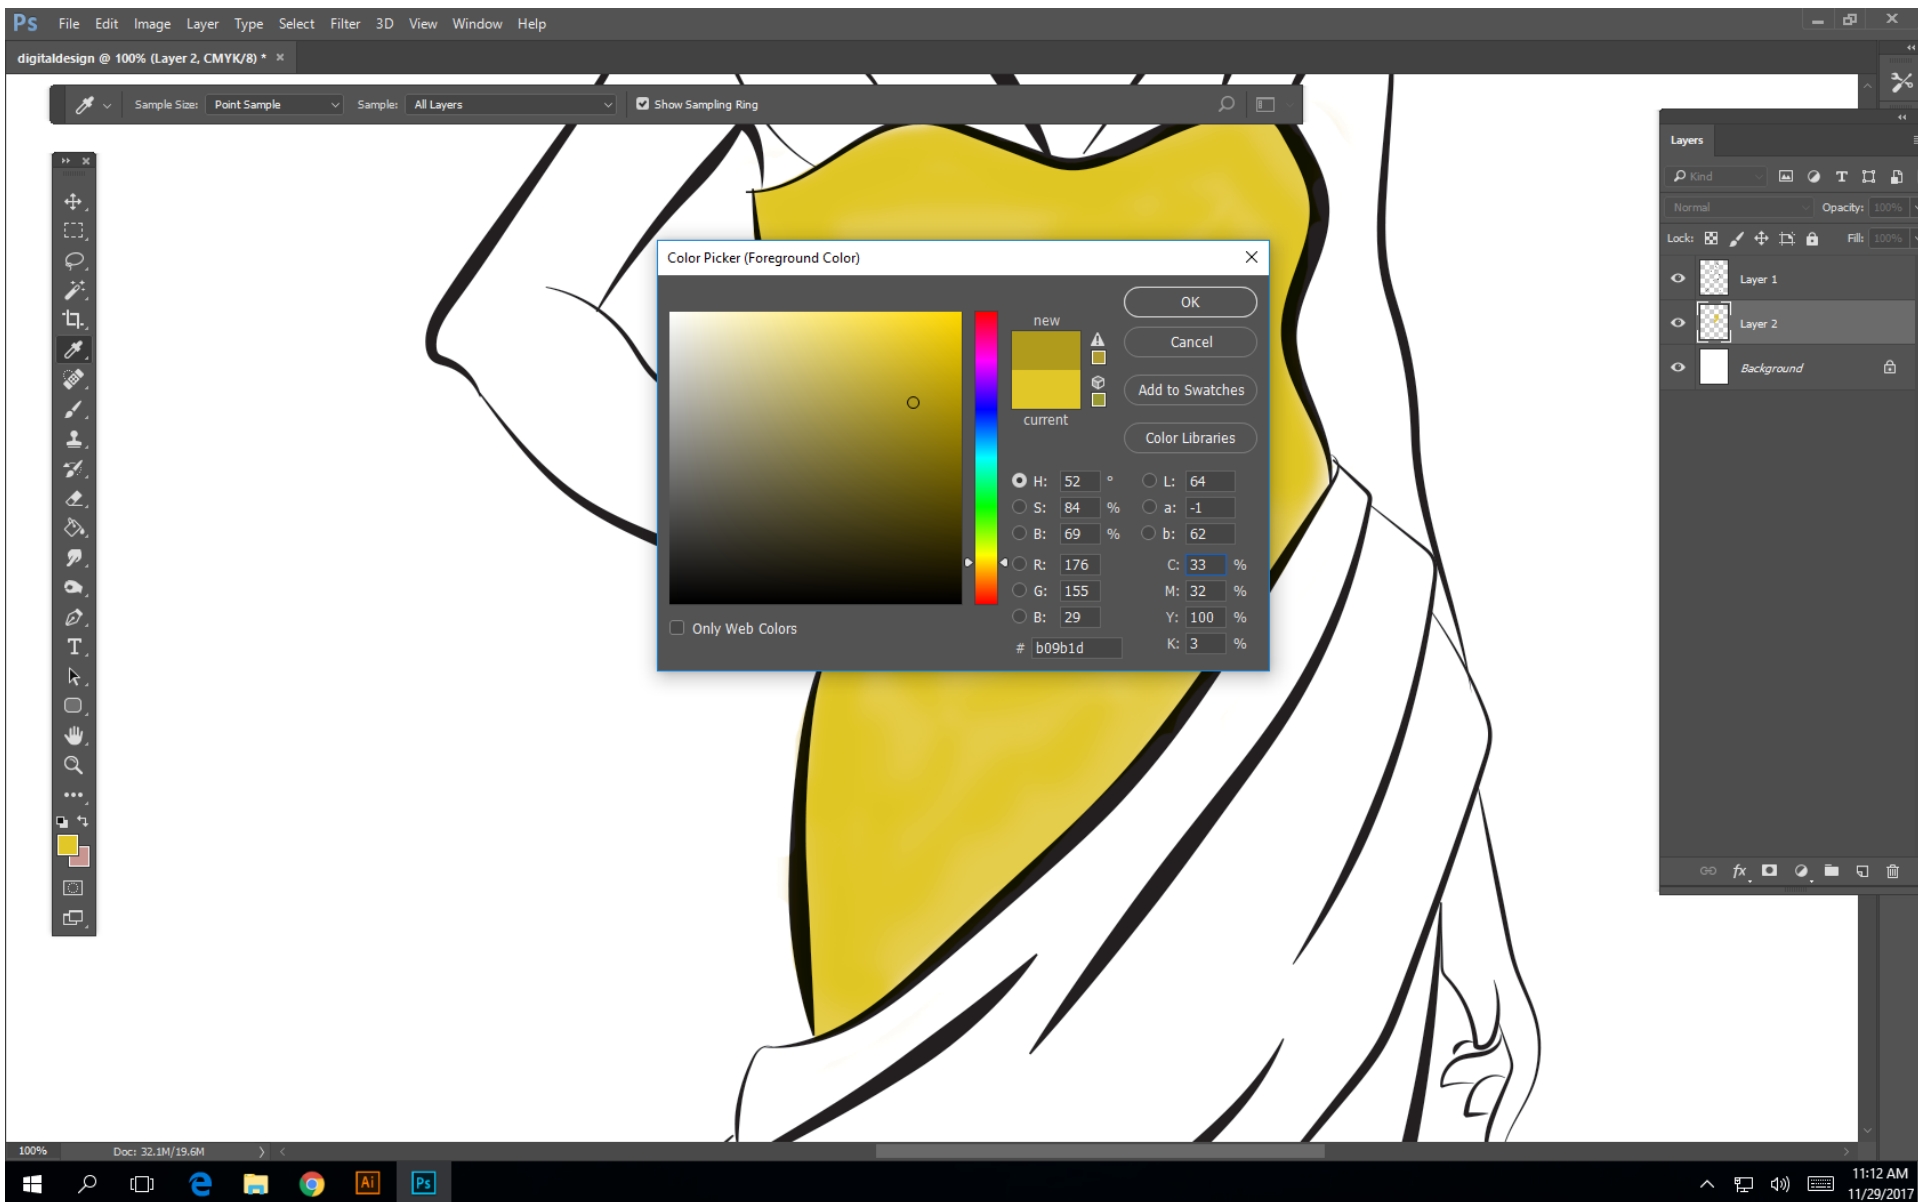 Ps File Edit Image Layer Type Select Filter 3D View Window Help
digitaldesign @ 100% (Layer 2, CMYK/8) * ×
Sample Size: Point Sample Sample: All Layers Show Sampling Ring
Layers
Kind
Normal Opacity: 100%
Lock: Fill: 100%
Layer 1
Layer 2
Background
fx
Color Picker (Foreground Color)
new
current
OK
Cancel
Add to Swatches
Color Libraries
H: 52 ° L: 64
S: 84 % a: -1
B: 69 % b: 62
R: 176 C: 33 %
G: 155 M: 32 %
B: 29 Y: 100 %
# b09b1d K: 3 %
Only Web Colors
100% Doc: 32.1M/19.6M
Ai Ps
11:12 AM
11/29/2017